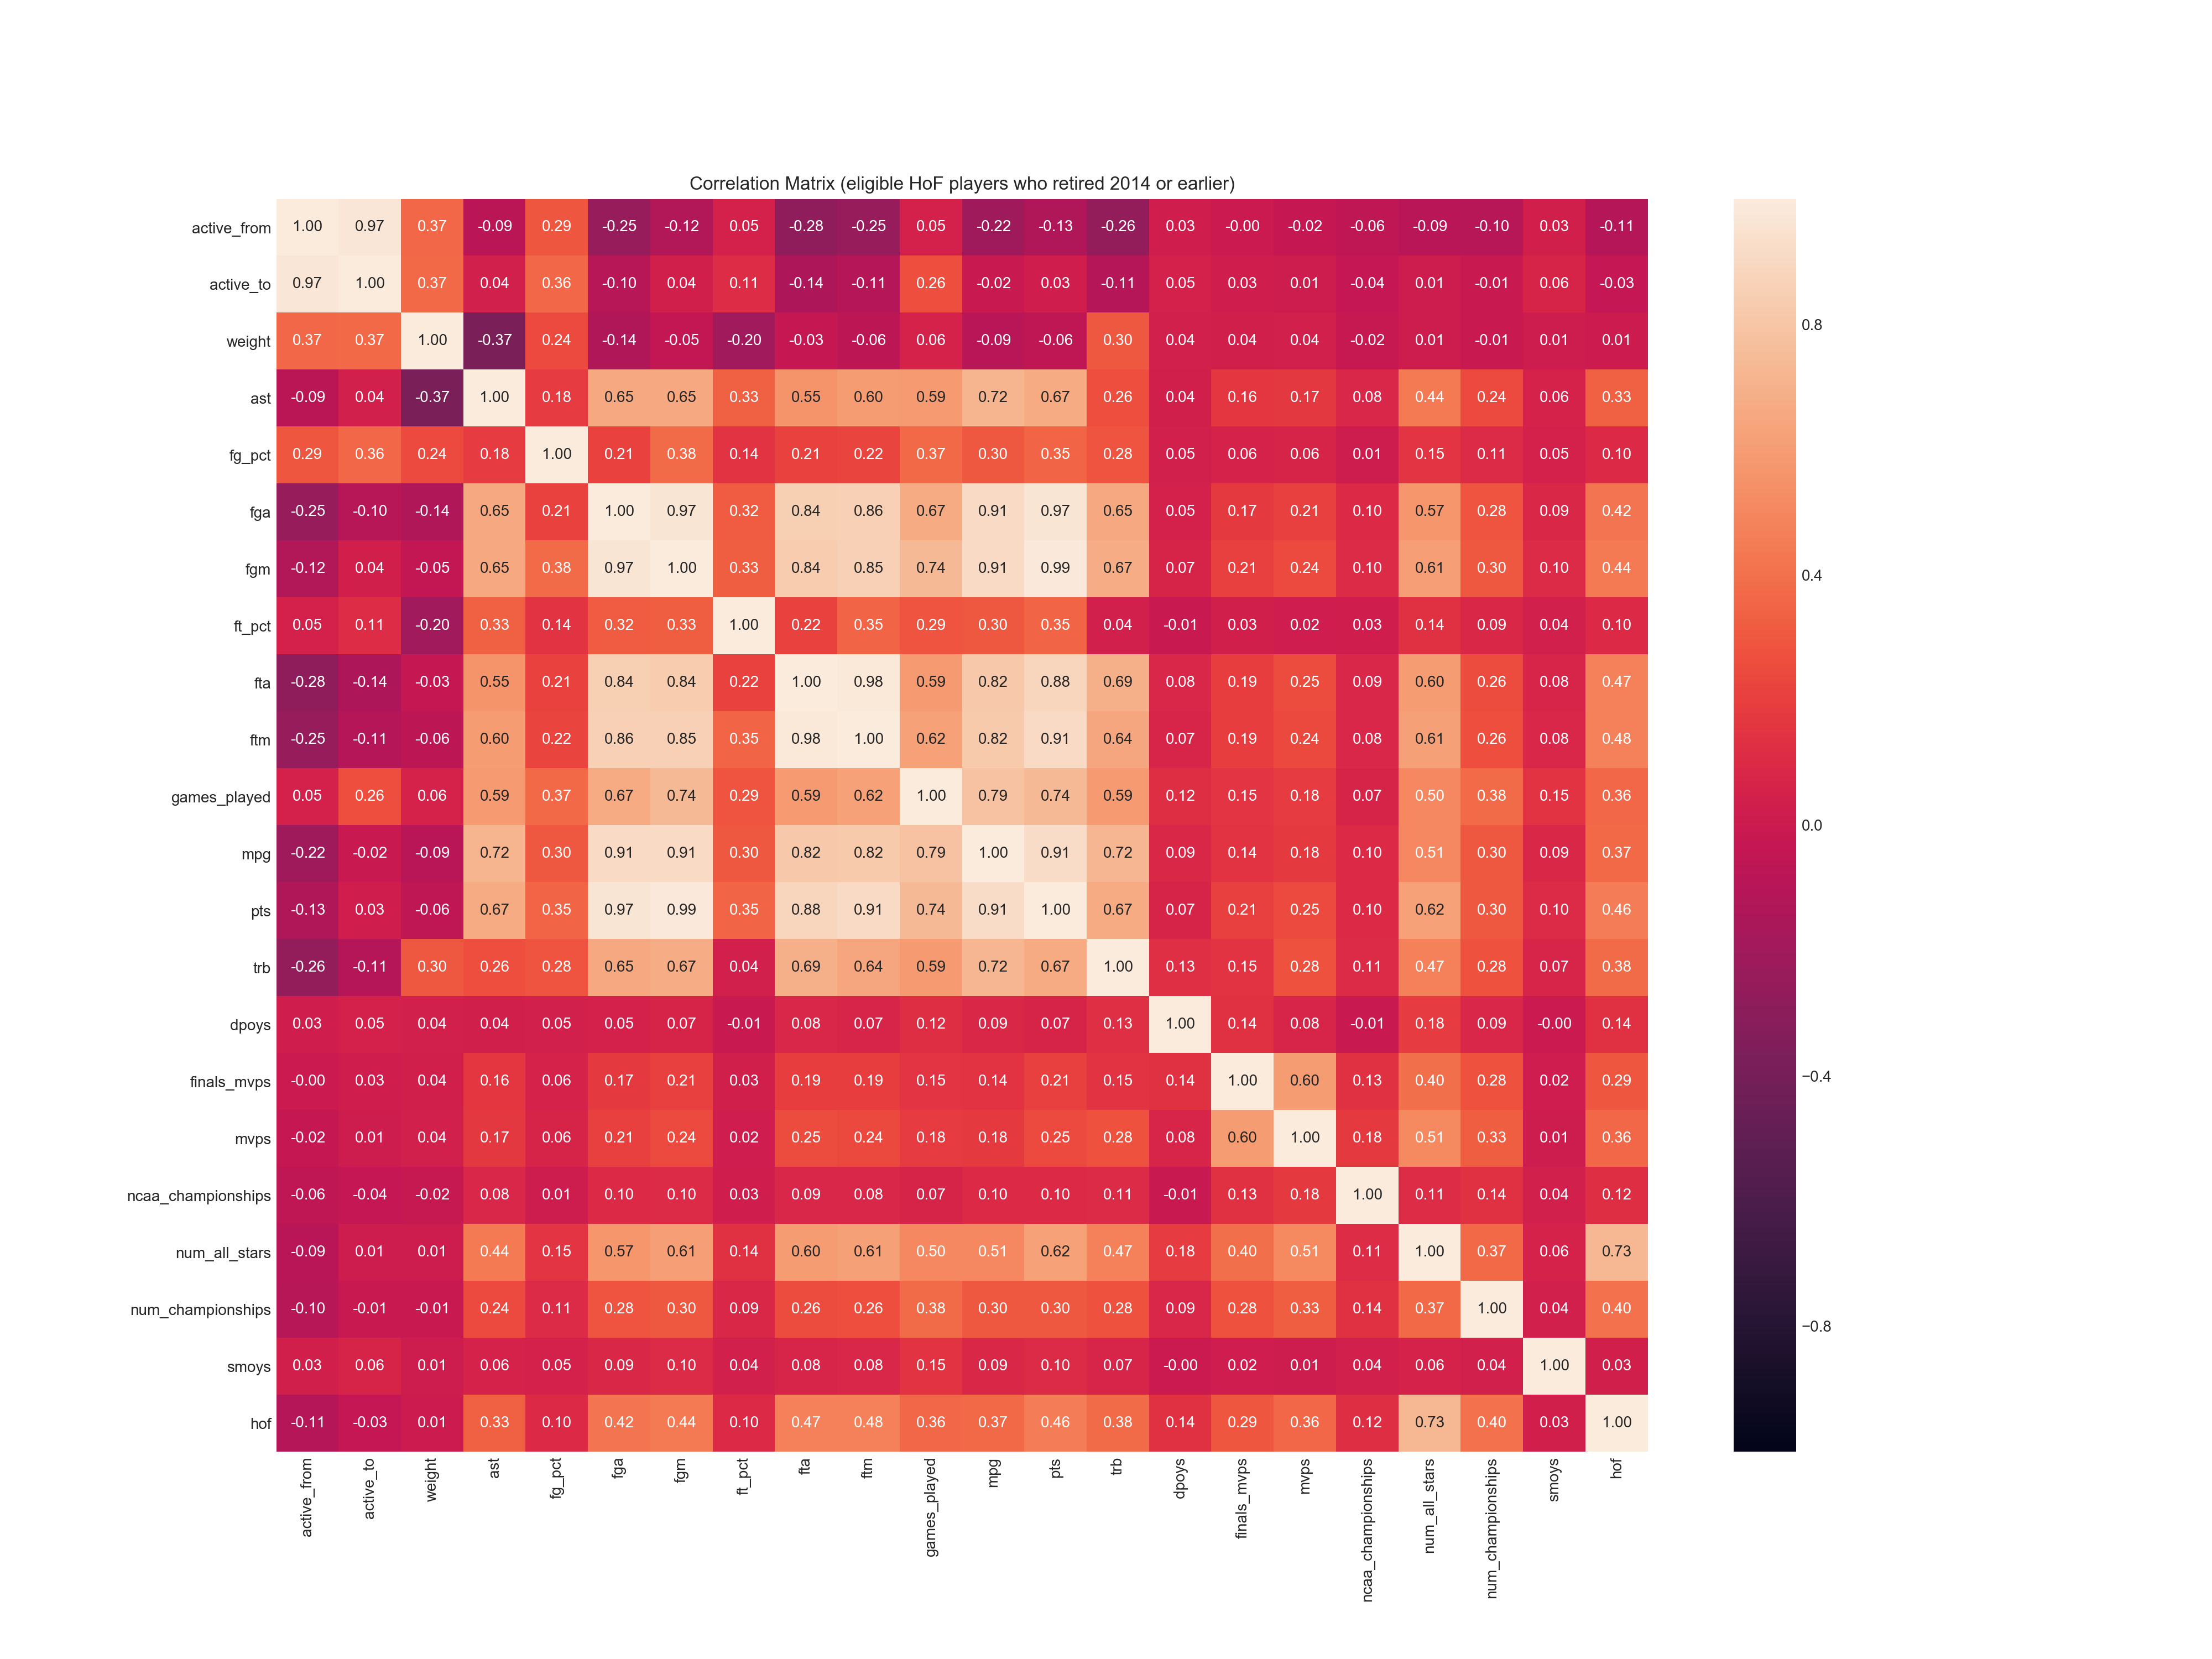 Correlation Matrix (eligible HoF players who retired 2014 or earlier)
active_from 1.00 0.97 0.37 -0.09 0.29 -0.25 -0.12 0.05 -0.28 -0.25 0.05 -0.22 -0.13 -0.26 0.03 -0.00 -0.02 -0.06 -0.09 -0.10 0.03 -0.11
active_to 0.97 1.00 0.37 0.04 0.36 -0.10 0.04 0.11 -0.14 -0.11 0.26 -0.02 0.03 -0.11 0.05 0.03 0.01 -0.04 0.01 -0.01 0.06 -0.03
weight 0.37 0.37 1.00 -0.37 0.24 -0.14 -0.05 -0.20 -0.03 -0.06 0.06 -0.09 -0.06 0.30 0.04 0.04 0.04 -0.02 0.01 -0.01 0.01 0.01
ast -0.09 0.04 -0.37 1.00 0.18 0.65 0.65 0.33 0.55 0.60 0.59 0.72 0.67 0.26 0.04 0.16 0.17 0.08 0.44 0.24 0.06 0.33
fg_pct 0.29 0.36 0.24 0.18 1.00 0.21 0.38 0.14 0.21 0.22 0.37 0.30 0.35 0.28 0.05 0.06 0.06 0.01 0.15 0.11 0.05 0.10
fga -0.25 -0.10 -0.14 0.65 0.21 1.00 0.97 0.32 0.84 0.86 0.67 0.91 0.97 0.65 0.05 0.17 0.21 0.10 0.57 0.28 0.09 0.42
fgm -0.12 0.04 -0.05 0.65 0.38 0.97 1.00 0.33 0.84 0.85 0.74 0.91 0.99 0.67 0.07 0.21 0.24 0.10 0.61 0.30 0.10 0.44
ft_pct 0.05 0.11 -0.20 0.33 0.14 0.32 0.33 1.00 0.22 0.35 0.29 0.30 0.35 0.04 -0.01 0.03 0.02 0.03 0.14 0.09 0.04 0.10
fta -0.28 -0.14 -0.03 0.55 0.21 0.84 0.84 0.22 1.00 0.98 0.59 0.82 0.88 0.69 0.08 0.19 0.25 0.09 0.60 0.26 0.08 0.47
ftm -0.25 -0.11 -0.06 0.60 0.22 0.86 0.85 0.35 0.98 1.00 0.62 0.82 0.91 0.64 0.07 0.19 0.24 0.08 0.61 0.26 0.08 0.48
games_played 0.05 0.26 0.06 0.59 0.37 0.67 0.74 0.29 0.59 0.62 1.00 0.79 0.74 0.59 0.12 0.15 0.18 0.07 0.50 0.38 0.15 0.36
mpg -0.22 -0.02 -0.09 0.72 0.30 0.91 0.91 0.30 0.82 0.82 0.79 1.00 0.91 0.72 0.09 0.14 0.18 0.10 0.51 0.30 0.09 0.37
pts -0.13 0.03 -0.06 0.67 0.35 0.97 0.99 0.35 0.88 0.91 0.74 0.91 1.00 0.67 0.07 0.21 0.25 0.10 0.62 0.30 0.10 0.46
trb -0.26 -0.11 0.30 0.26 0.28 0.65 0.67 0.04 0.69 0.64 0.59 0.72 0.67 1.00 0.13 0.15 0.28 0.11 0.47 0.28 0.07 0.38
dpoys 0.03 0.05 0.04 0.04 0.05 0.05 0.07 -0.01 0.08 0.07 0.12 0.09 0.07 0.13 1.00 0.14 0.08 -0.01 0.18 0.09 -0.00 0.14
finals_mvps -0.00 0.03 0.04 0.16 0.06 0.17 0.21 0.03 0.19 0.19 0.15 0.14 0.21 0.15 0.14 1.00 0.60 0.13 0.40 0.28 0.02 0.29
mvps -0.02 0.01 0.04 0.17 0.06 0.21 0.24 0.02 0.25 0.24 0.18 0.18 0.25 0.28 0.08 0.60 1.00 0.18 0.51 0.33 0.01 0.36
ncaa_championships -0.06 -0.04 -0.02 0.08 0.01 0.10 0.10 0.03 0.09 0.08 0.07 0.10 0.10 0.11 -0.01 0.13 0.18 1.00 0.11 0.14 0.04 0.12
num_all_stars -0.09 0.01 0.01 0.44 0.15 0.57 0.61 0.14 0.60 0.61 0.50 0.51 0.62 0.47 0.18 0.40 0.51 0.11 1.00 0.37 0.06 0.73
num_championships -0.10 -0.01 -0.01 0.24 0.11 0.28 0.30 0.09 0.26 0.26 0.38 0.30 0.30 0.28 0.09 0.28 0.33 0.14 0.37 1.00 0.04 0.40
smoys 0.03 0.06 0.01 0.06 0.05 0.09 0.10 0.04 0.08 0.08 0.15 0.09 0.10 0.07 -0.00 0.02 0.01 0.04 0.06 0.04 1.00 0.03
hof -0.11 -0.03 0.01 0.33 0.10 0.42 0.44 0.10 0.47 0.48 0.36 0.37 0.46 0.38 0.14 0.29 0.36 0.12 0.73 0.40 0.03 1.00
active_from active_to weight ast fg_pct fga fgm ft_pct fta ftm games_played mpg pts trb dpoys finals_mvps mvps ncaa_championships num_all_stars num_championships smoys hof
0.8
0.4
0.0
−0.4
−0.8